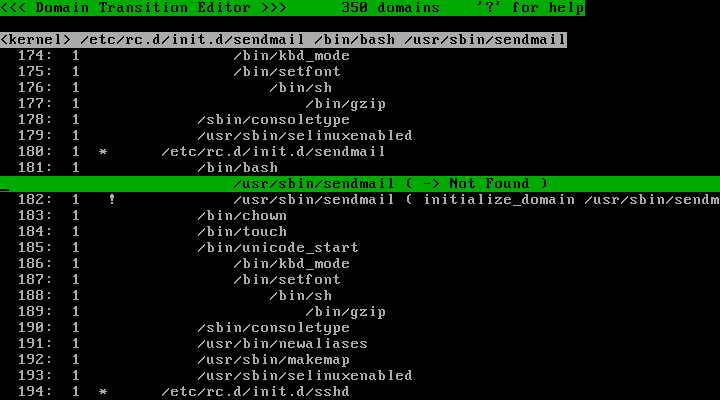 <<< Domain Transition Editor >>>      350 domains    '?' for help
<kernel> /etc/rc.d/init.d/sendmail /bin/bash /usr/sbin/sendmail
174:  1                 /bin/kbd_mode
175:  1                 /bin/setfont
176:  1                     /bin/sh
177:  1                         /bin/gzip
178:  1             /sbin/consoletype
179:  1             /usr/sbin/selinuxenabled
180:  1  *      /etc/rc.d/init.d/sendmail
181:  1             /bin/bash
_                         /usr/sbin/sendmail ( -> Not Found )
182:  1   !             /usr/sbin/sendmail ( initialize_domain /usr/sbin/sendm
183:  1             /bin/chown
184:  1             /bin/touch
185:  1             /bin/unicode_start
186:  1                 /bin/kbd_mode
187:  1                 /bin/setfont
188:  1                     /bin/sh
189:  1                         /bin/gzip
190:  1             /sbin/consoletype
191:  1             /usr/bin/newaliases
192:  1             /usr/sbin/makemap
193:  1             /usr/sbin/selinuxenabled
194:  1  *      /etc/rc.d/init.d/sshd